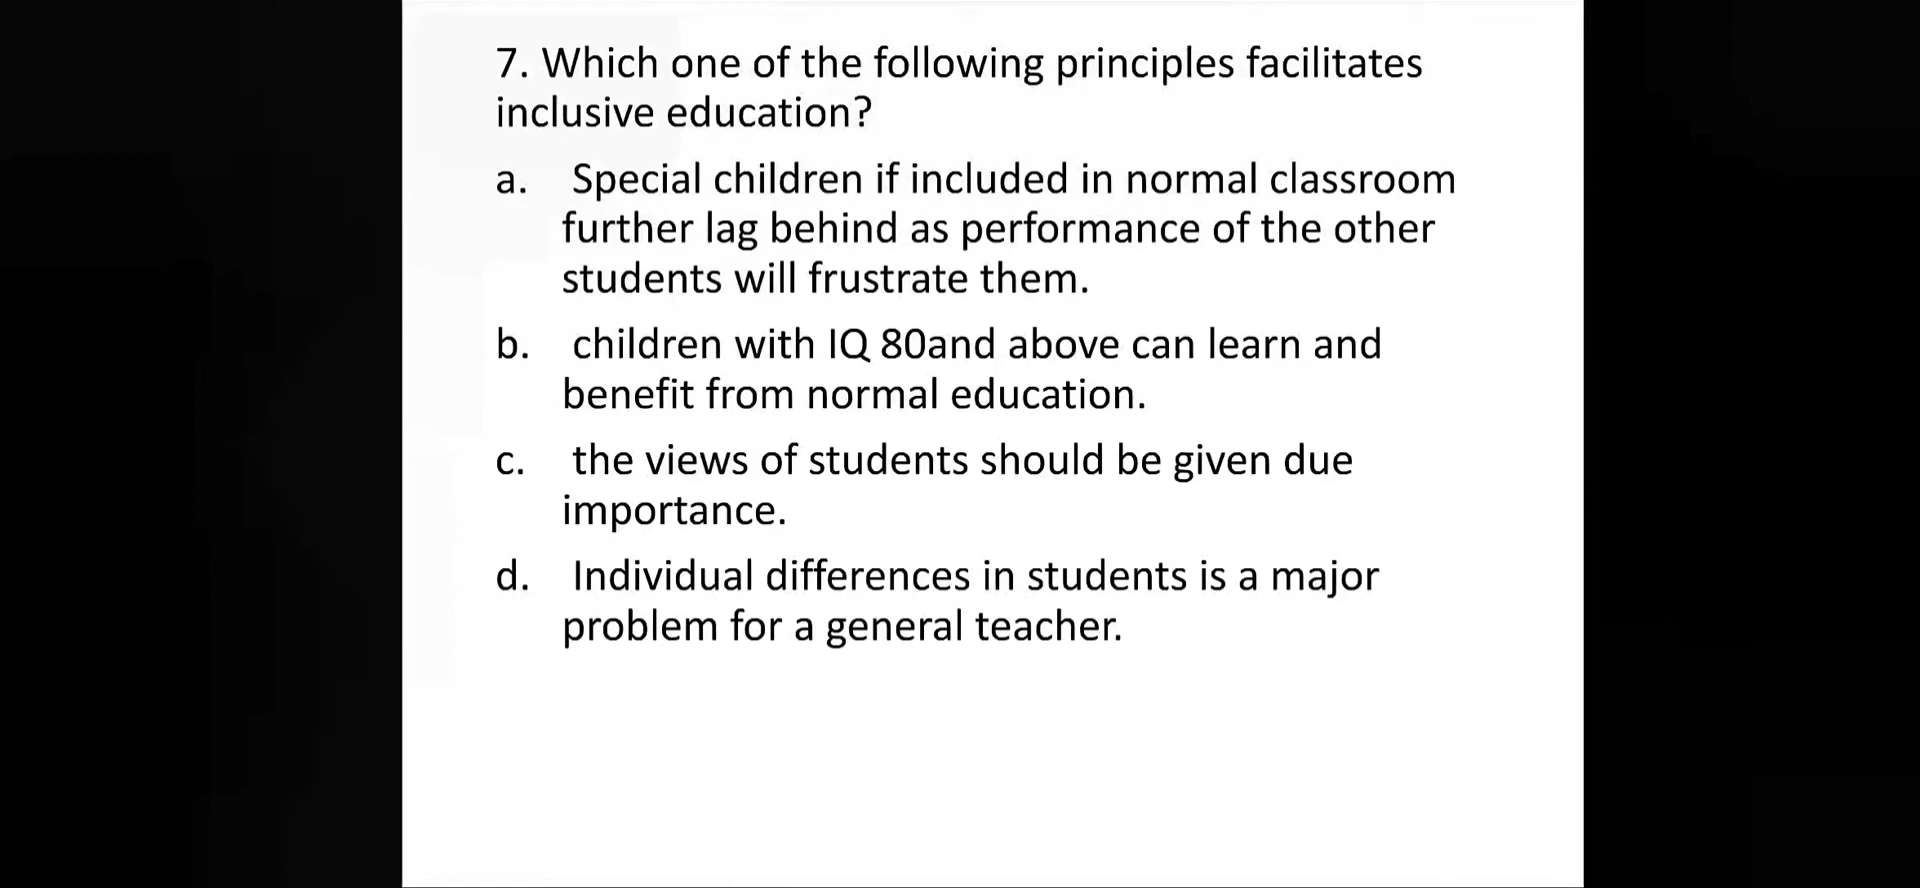 7. Which one of the following principles facilitates
inclusive education?
a. Special children if included in normal classroom
further lag behind as performance of the other
students will frustrate them.
b. children with IQ 80and above can learn and
benefit from normal education.
c. the views of students should be given due
importance.
d. Individual differences in students is a major
problem for a general teacher.